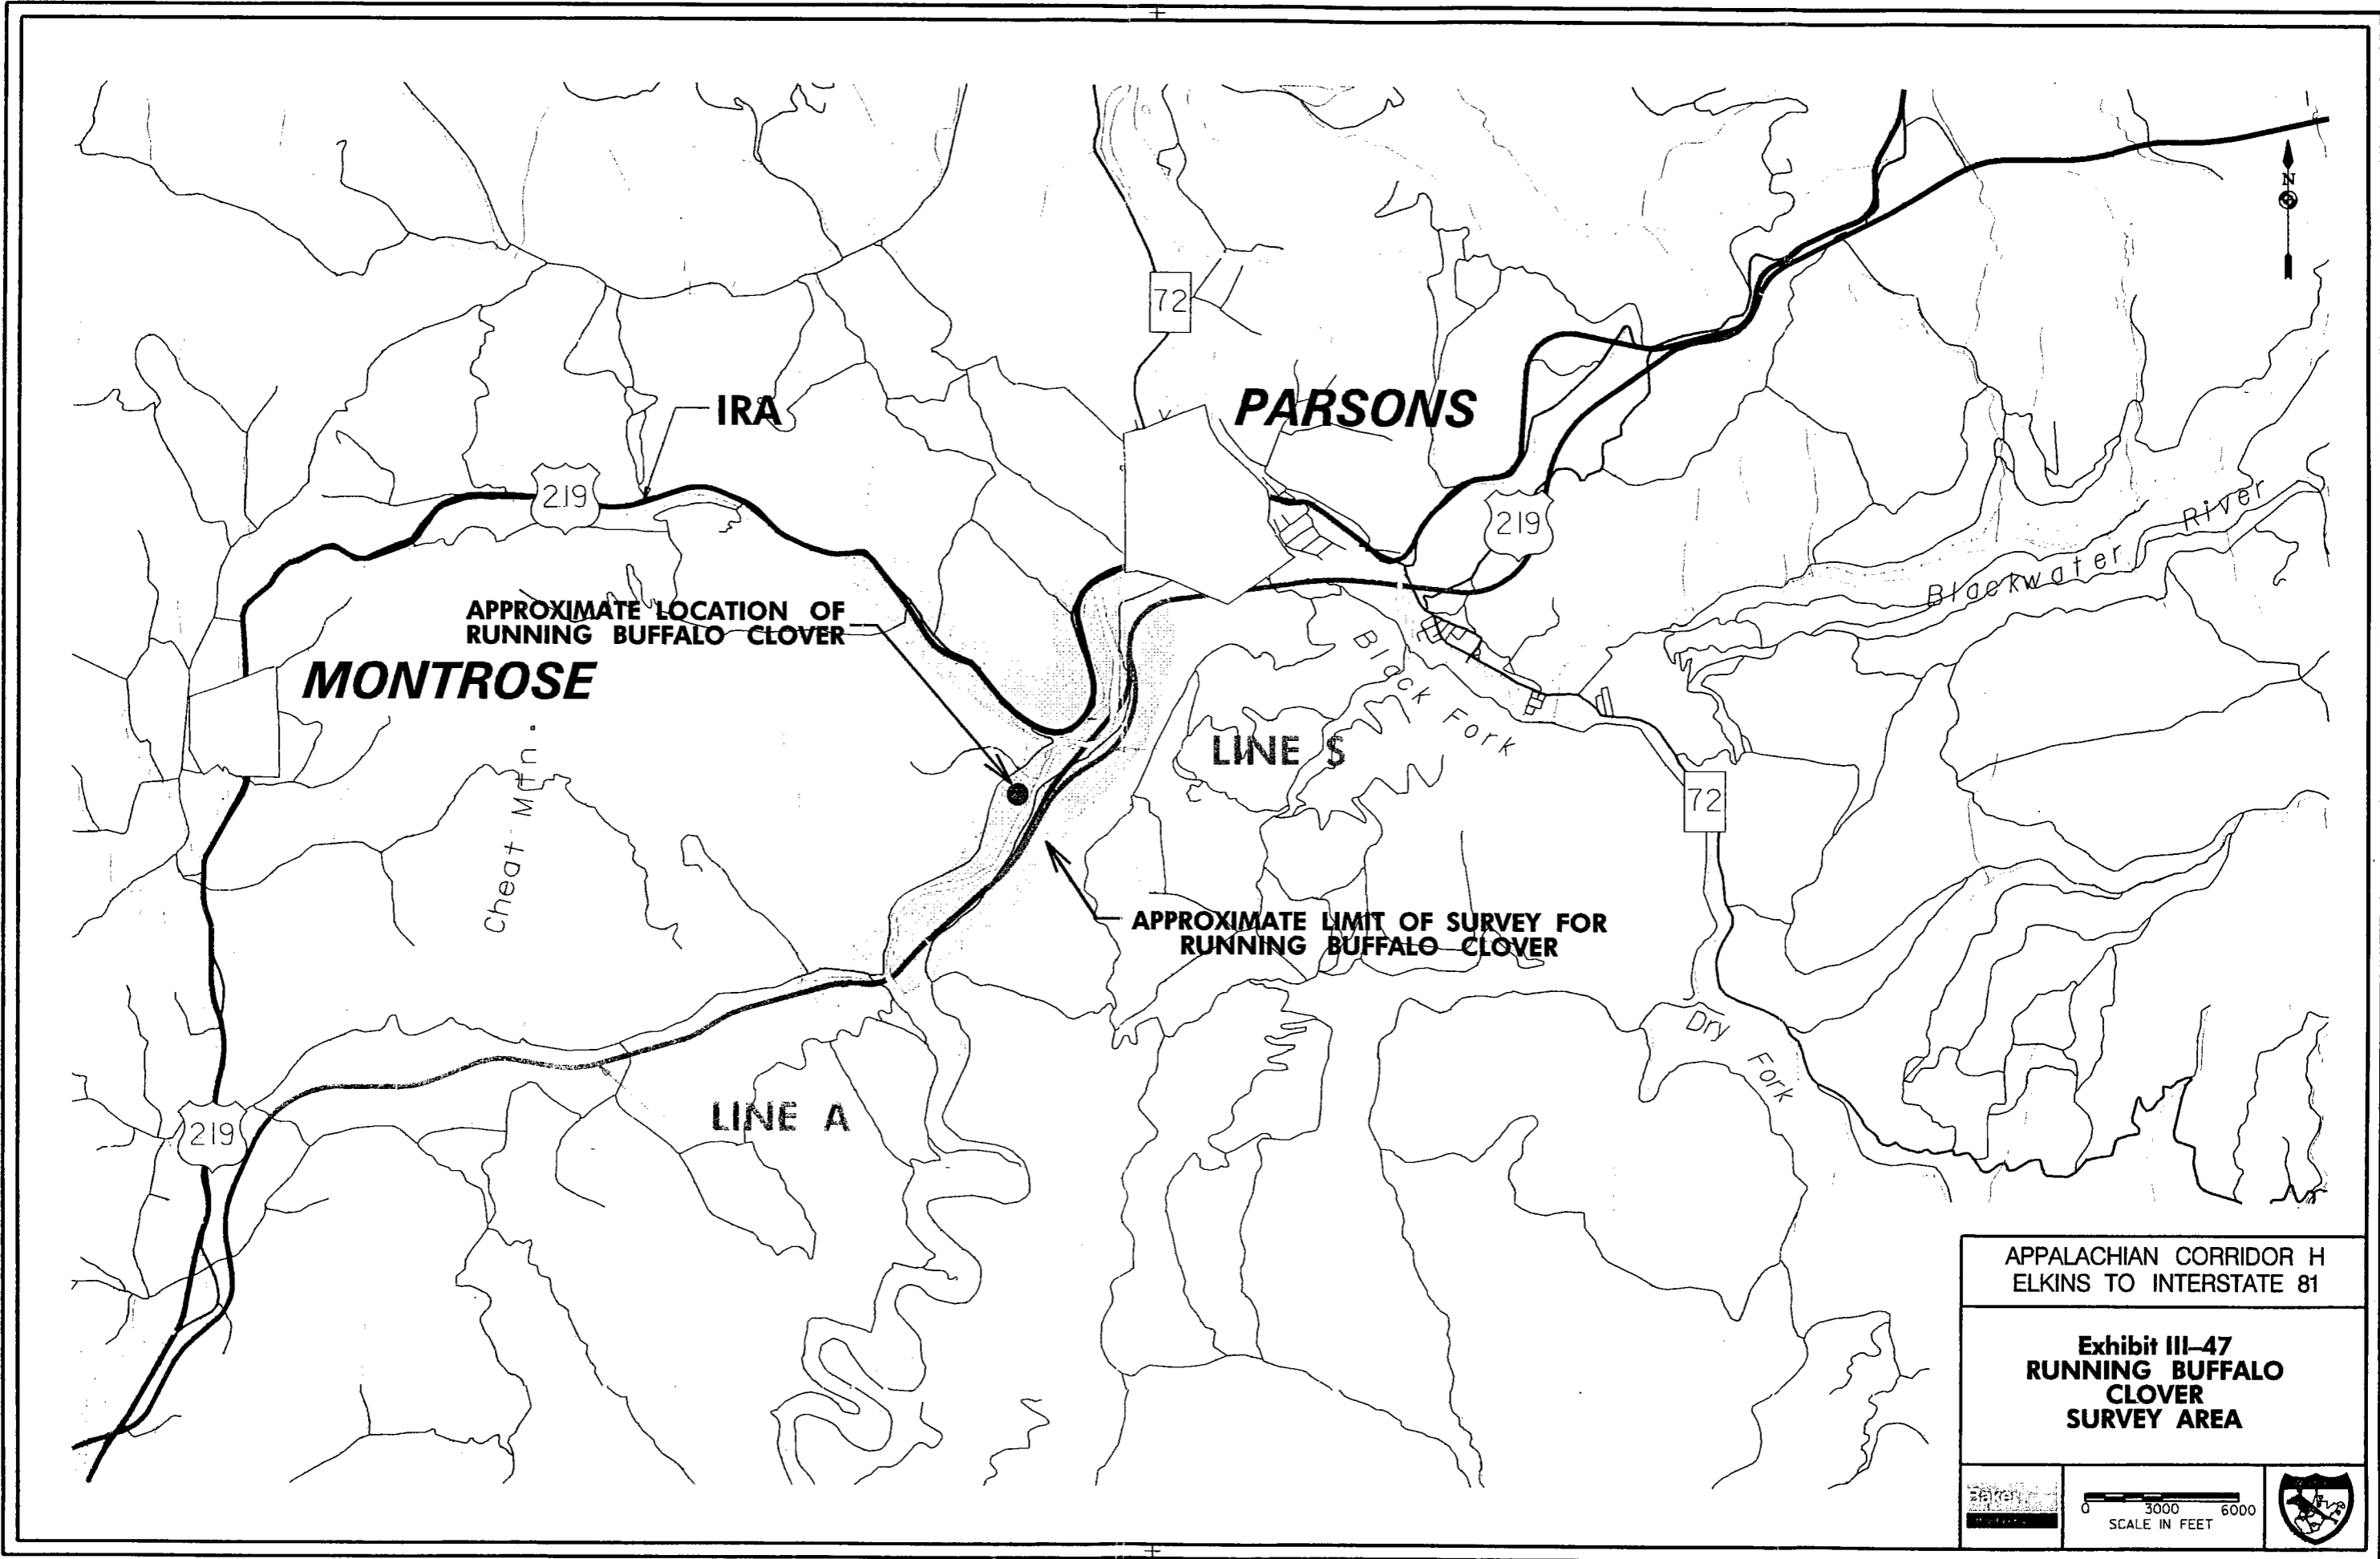 N
72
PARSONS
IRA
219
219
Blackwater River
APPROXIMATE LOCATION OF
RUNNING BUFFALO CLOVER
MONTROSE
Black Fork
Cheat Mtn.
LINE S
72
APPROXIMATE LIMIT OF SURVEY FOR
RUNNING BUFFALO CLOVER
Dry Fork
LINE A
219
APPALACHIAN CORRIDOR H
ELKINS TO INTERSTATE 81
Exhibit III-47
RUNNING BUFFALO
CLOVER
SURVEY AREA
Baker
0 3000 6000
SCALE IN FEET